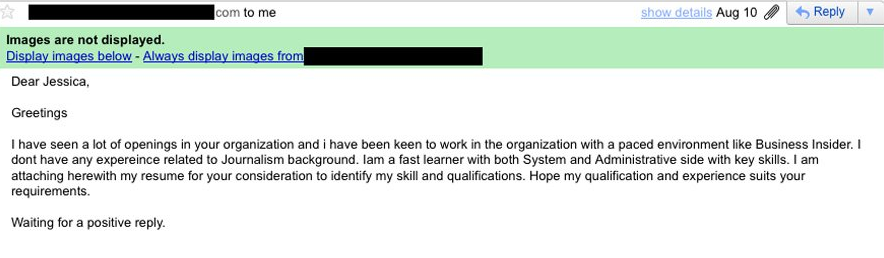 com to me show details Aug 10 Reply
Images are not displayed.
Display images below - Always display images from
Dear Jessica,
Greetings
I have seen a lot of openings in your organization and i have been keen to work in the organization with a paced environment like Business Insider. I
dont have any expereince related to Journalism background. Iam a fast learner with both System and Administrative side with key skills. I am
attaching herewith my resume for your consideration to identify my skill and qualifications. Hope my qualification and experience suits your
requirements.
Waiting for a positive reply.